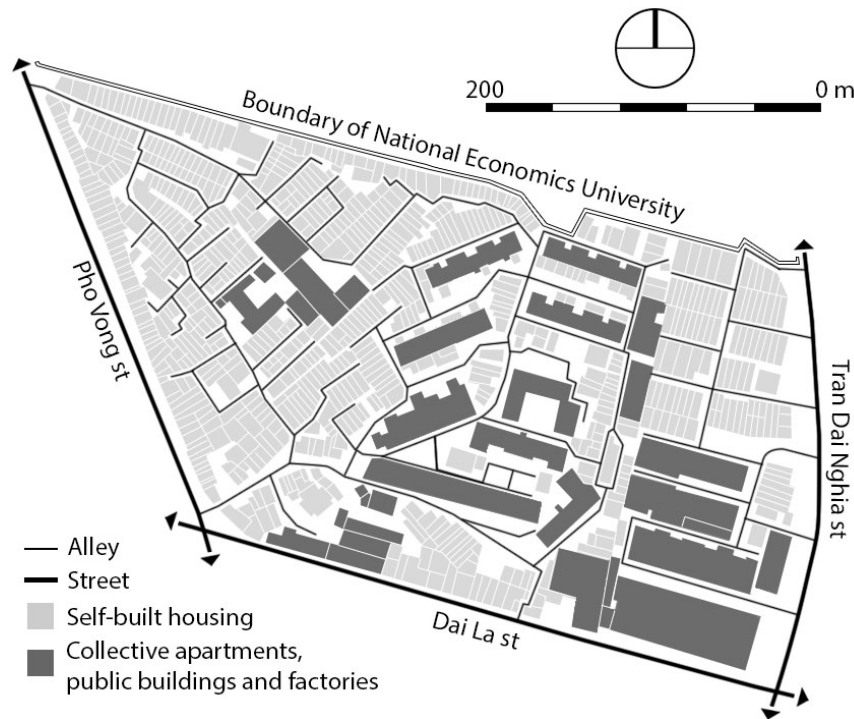 200 0 m
Boundary of National Economics University
Pho Vong st
Tran Dai Nghia st
Dai La st
Alley
Street
Self-built housing
Collective apartments,
public buildings and factories